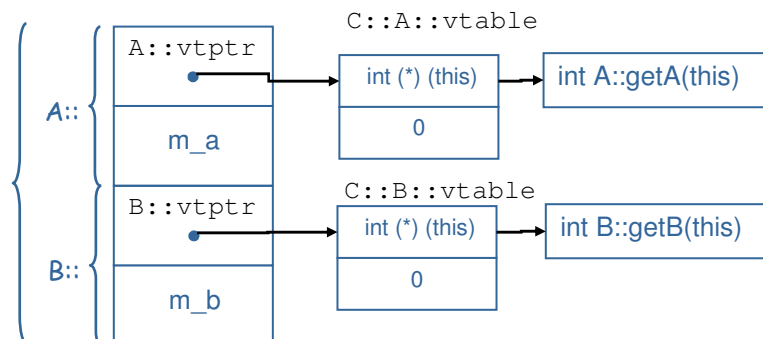 C::A::vtable
A::vtptr
int (*) (this)
int A::getA(this)
A::
0
m_a
C::B::vtable
B::vtptr
int (*) (this)
int B::getB(this)
B::
0
m_b